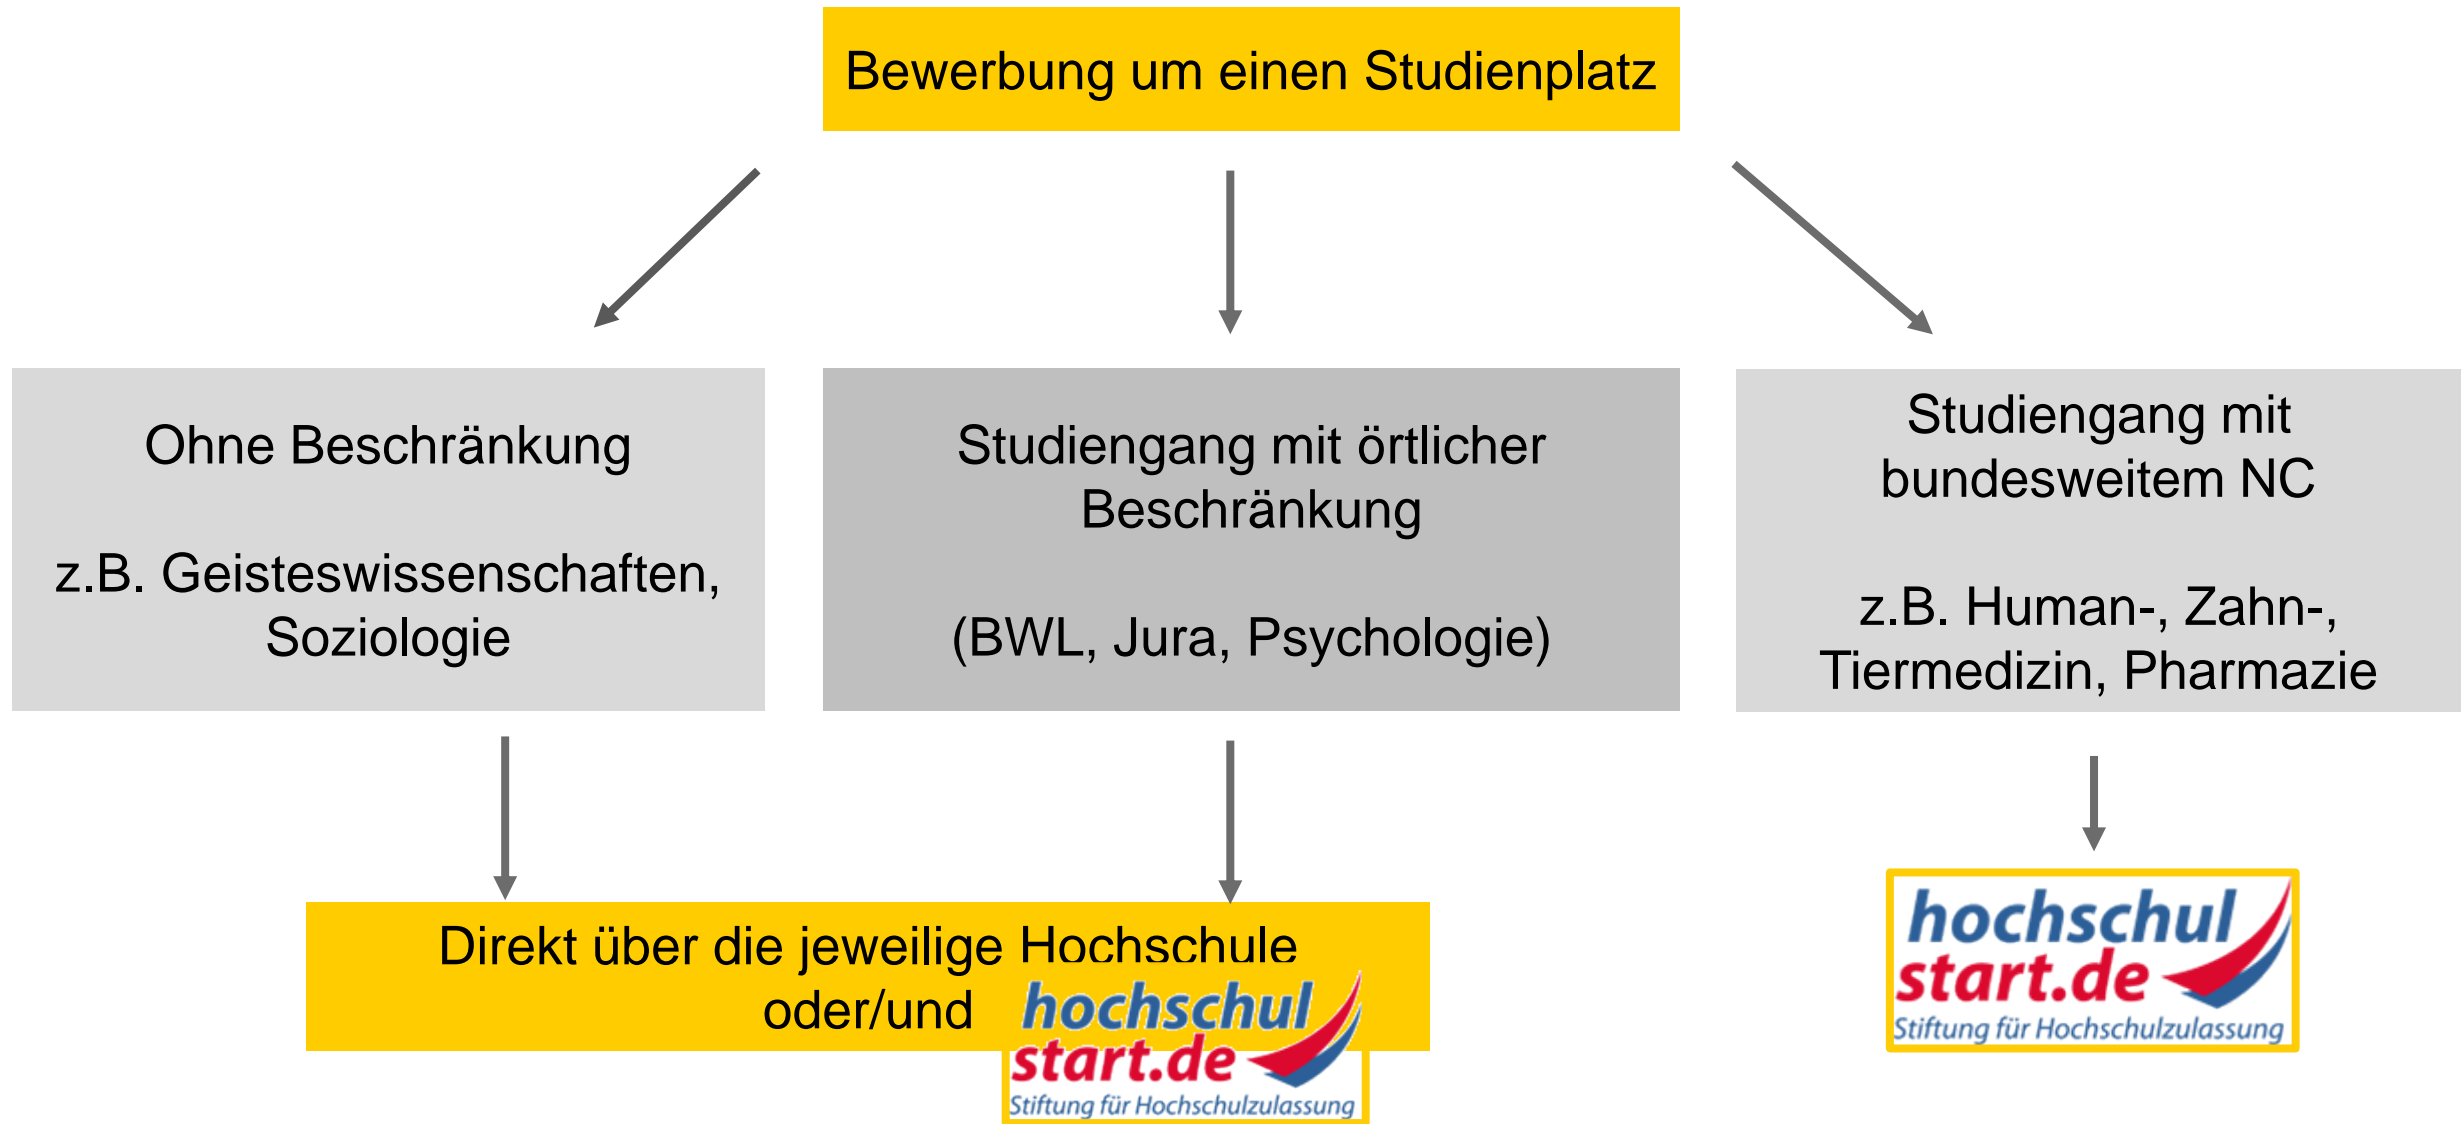 Bewerbung um einen Studienplatz
Ohne Beschränkung
z.B. Geisteswissenschaften,
Soziologie
Studiengang mit örtlicher
Beschränkung
(BWL, Jura, Psychologie)
Studiengang mit
bundesweitem NC
z.B. Human-, Zahn-,
Tiermedizin, Pharmazie
Direkt über die jeweilige Hochschule
oder/und
hochschul
start.de
Stiftung für Hochschulzulassung
hochschul
start.de
Stiftung für Hochschulzulassung